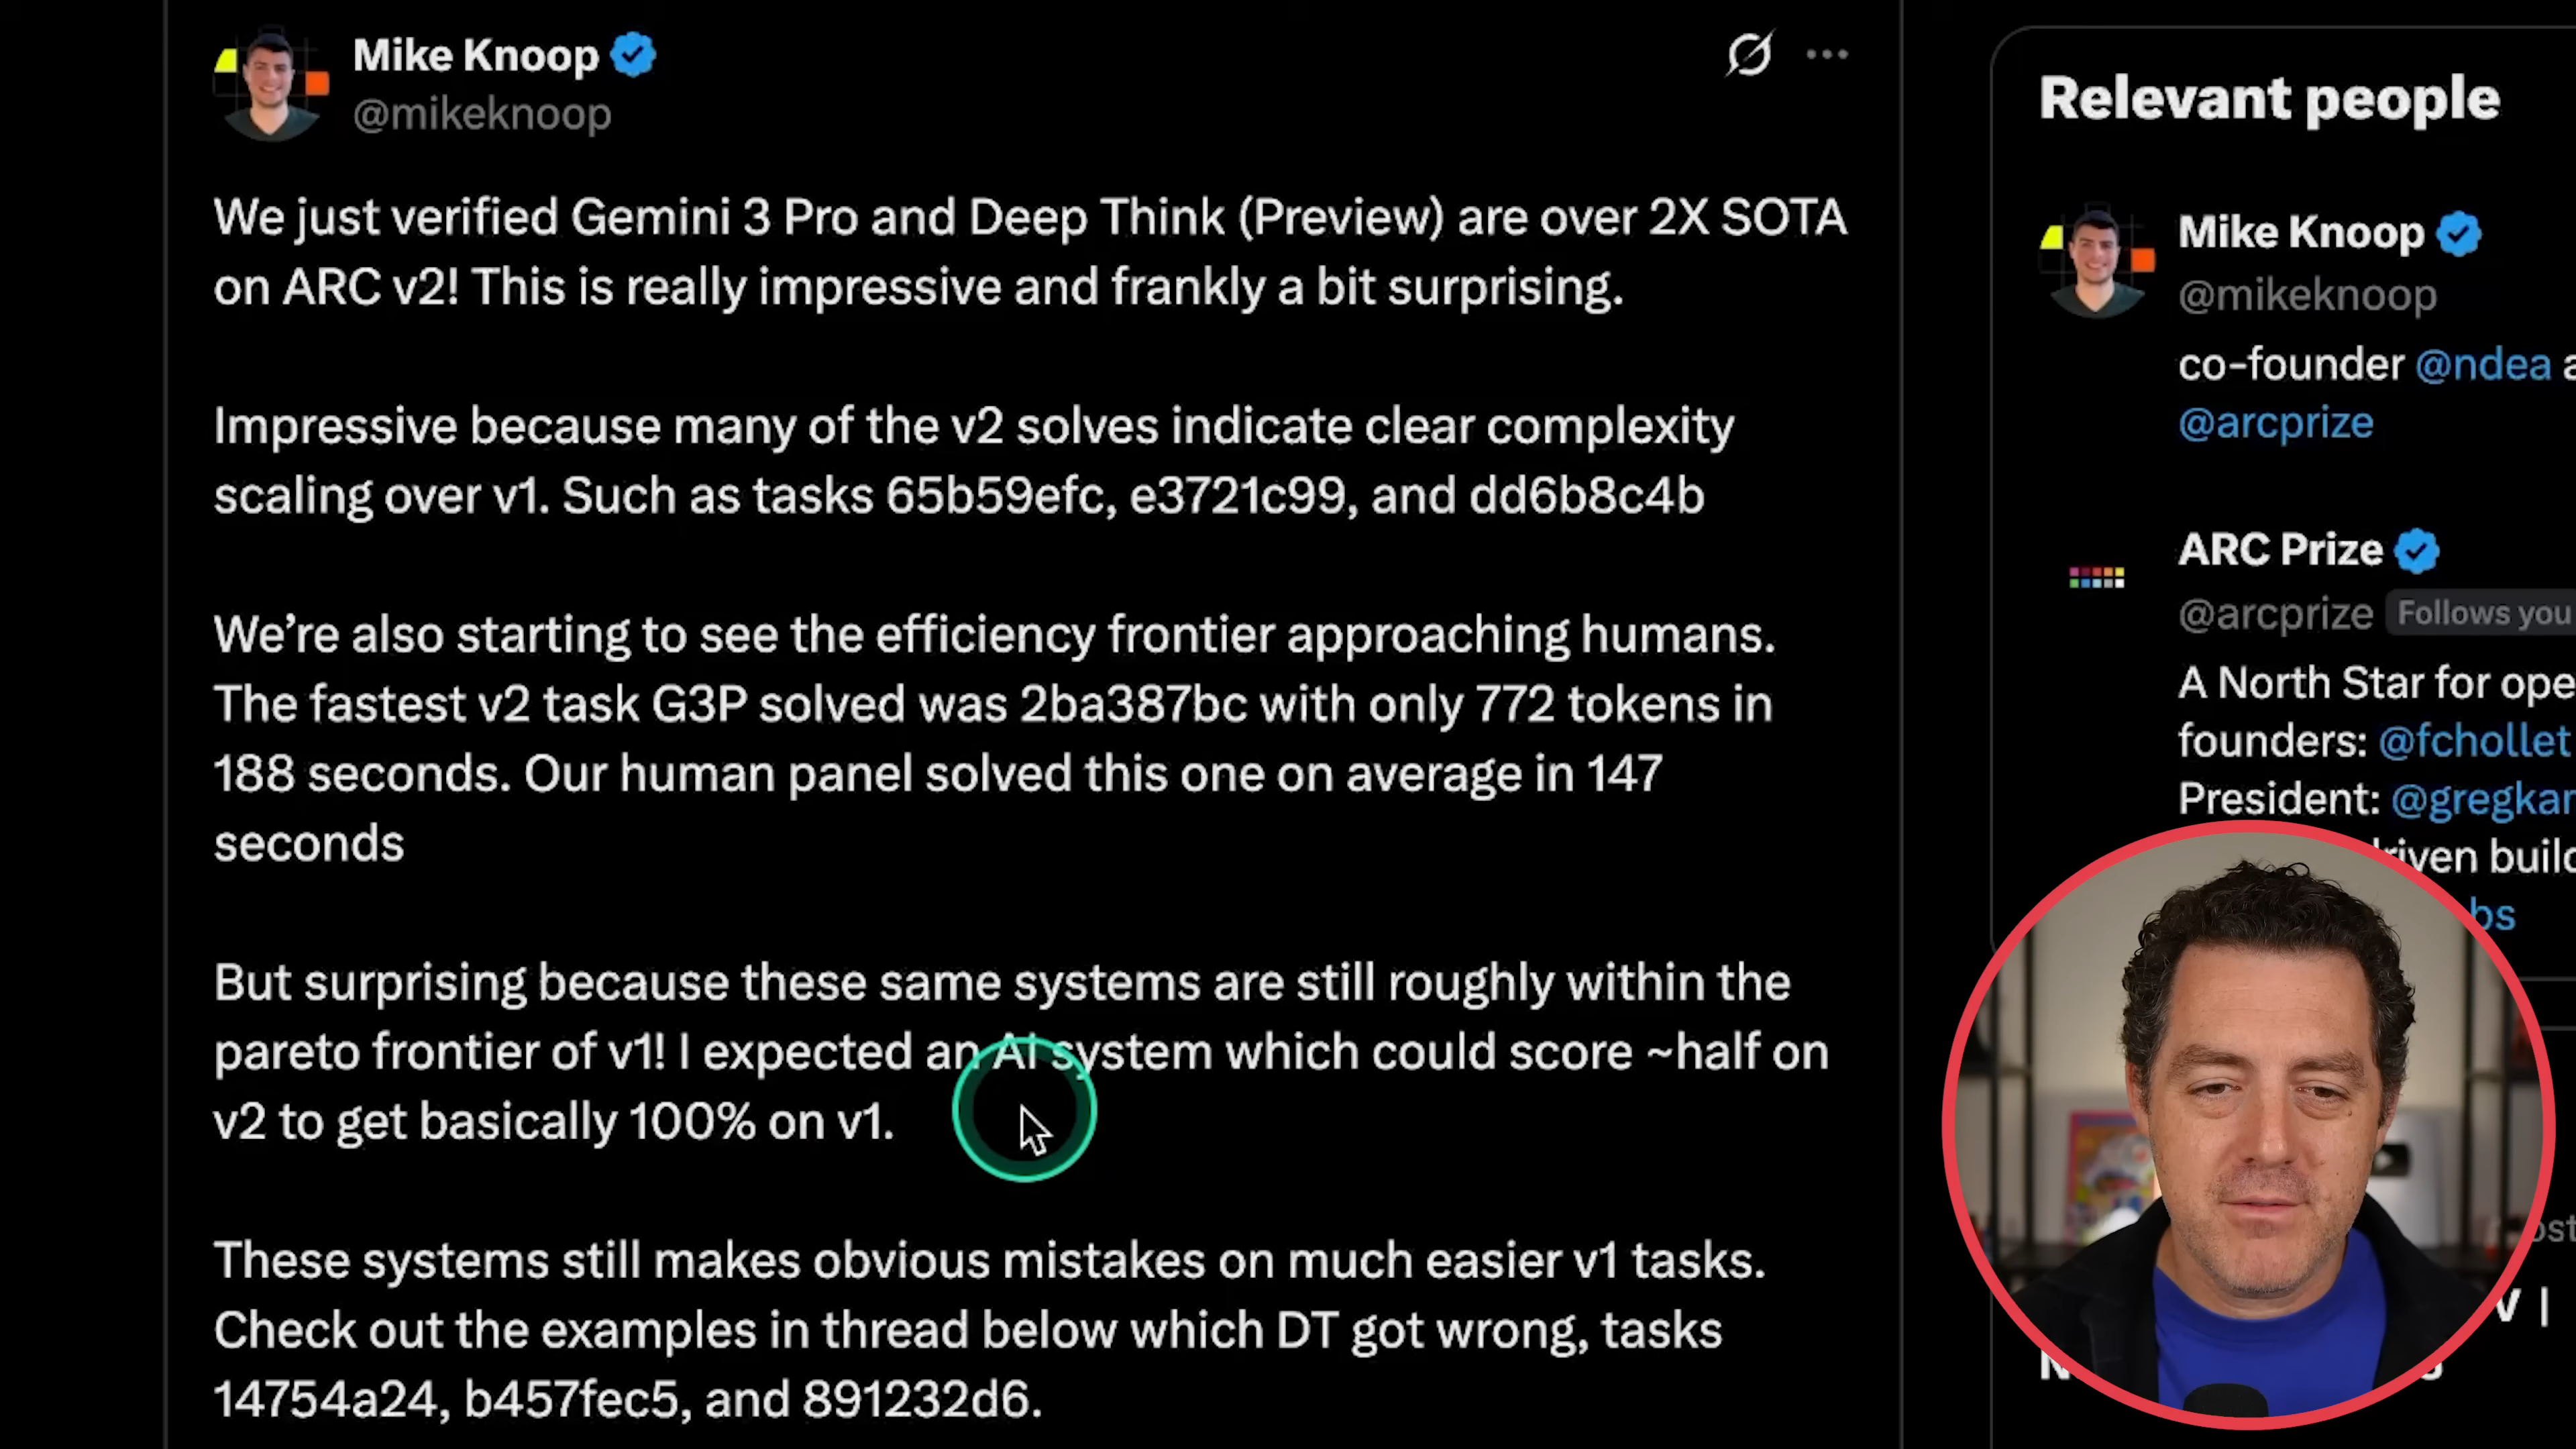 Mike Knoop
@mikeknoop
We just verified Gemini 3 Pro and Deep Think (Preview) are over 2X SOTA
on ARC v2! This is really impressive and frankly a bit surprising.
Impressive because many of the v2 solves indicate clear complexity
scaling over v1. Such as tasks 65b59efc, e3721c99, and dd6b8c4b
We’re also starting to see the efficiency frontier approaching humans.
The fastest v2 task G3P solved was 2ba387bc with only 772 tokens in
188 seconds. Our human panel solved this one on average in 147
seconds
But surprising because these same systems are still roughly within the
pareto frontier of v1! I expected an AI system which could score ~half on
v2 to get basically 100% on v1.
These systems still makes obvious mistakes on much easier v1 tasks.
Check out the examples in thread below which DT got wrong, tasks
14754a24, b457fec5, and 891232d6.
Relevant people
Mike Knoop
@mikeknoop
co-founder @ndea
@arcprize
ARC Prize
@arcprize Follows you
A North Star for
founders: @fchollet
President: